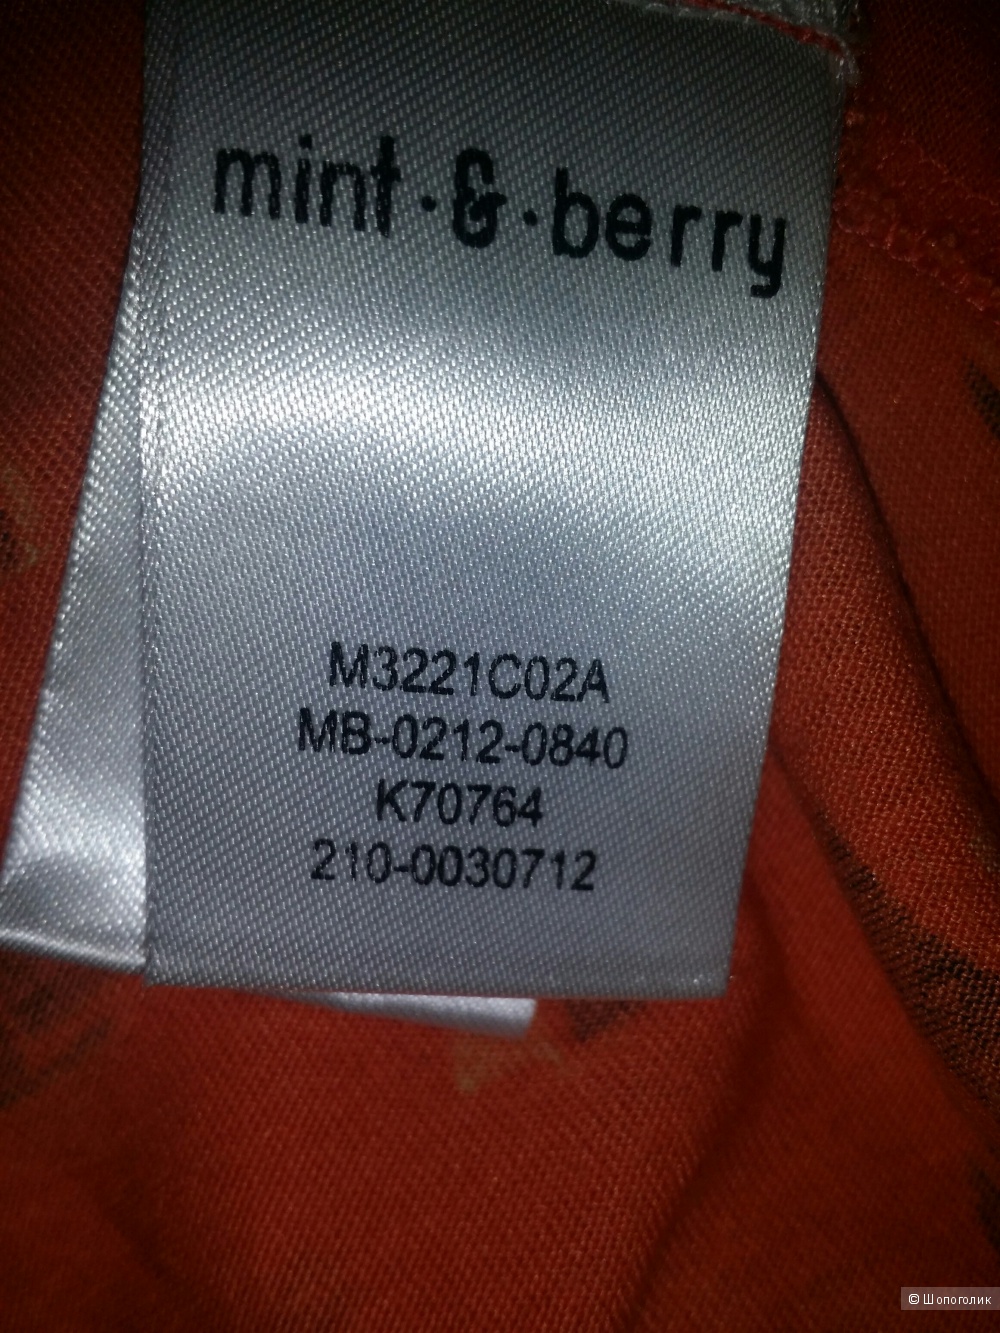 mint·&·berry
M3221C02A
MB-0212-0840
K70764
210-0030712
© Шопоголик